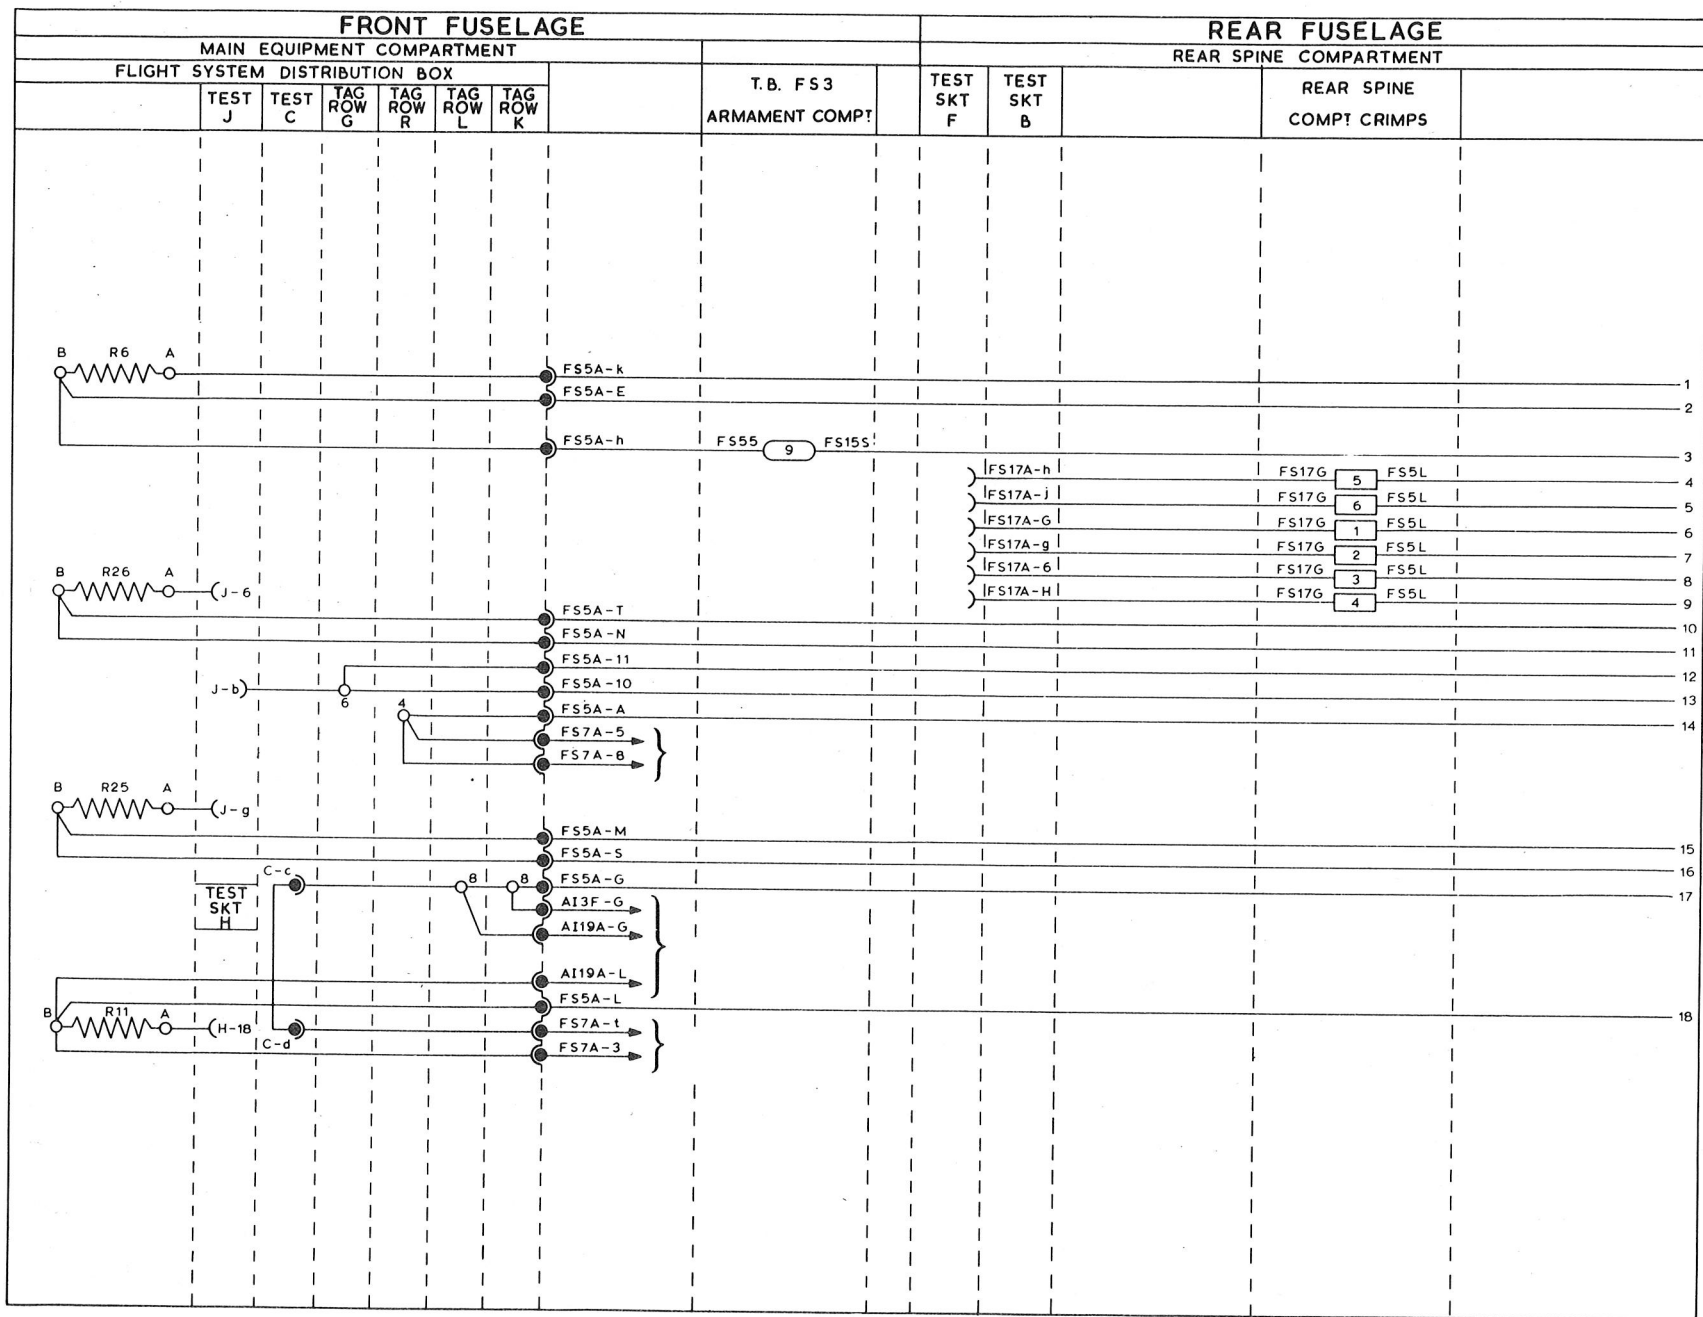 FRONT FUSELAGE
REAR FUSELAGE
MAIN EQUIPMENT COMPARTMENT
REAR SPINE COMPARTMENT
FLIGHT SYSTEM DISTRIBUTION BOX
TEST
J
TEST
C
TAG
ROW
G
TAG
ROW
R
TAG
ROW
L
TAG
ROW
K
T.B. FS3
ARMAMENT COMPT
TEST
SKT
F
TEST
SKT
B
REAR SPINE
COMPT CRIMPS
B R6 A
FS5A-k
1
FS5A-E
2
FS5A-h
FS55 9 FS15S
3
FS17A-h
FS17G 5 FS5L
4
FS17A-j
FS17G 6 FS5L
5
FS17A-G
FS17G 1 FS5L
6
FS17A-g
FS17G 2 FS5L
7
FS17A-6
FS17G 3 FS5L
8
FS17A-H
FS17G 4 FS5L
9
B R26 A
J-6
FS5A-T
10
FS5A-N
11
FS5A-11
12
J-b
6
FS5A-10
13
4
FS5A-A
14
FS7A-5
FS7A-8
B R25 A
J-g
FS5A-M
15
FS5A-S
16
C-c
8
8
FS5A-G
17
TEST
SKT
H
AI3F-G
AI19A-G
AI19A-L
FS5A-L
18
B R11 A
H-18
C-d
FS7A-t
FS7A-3